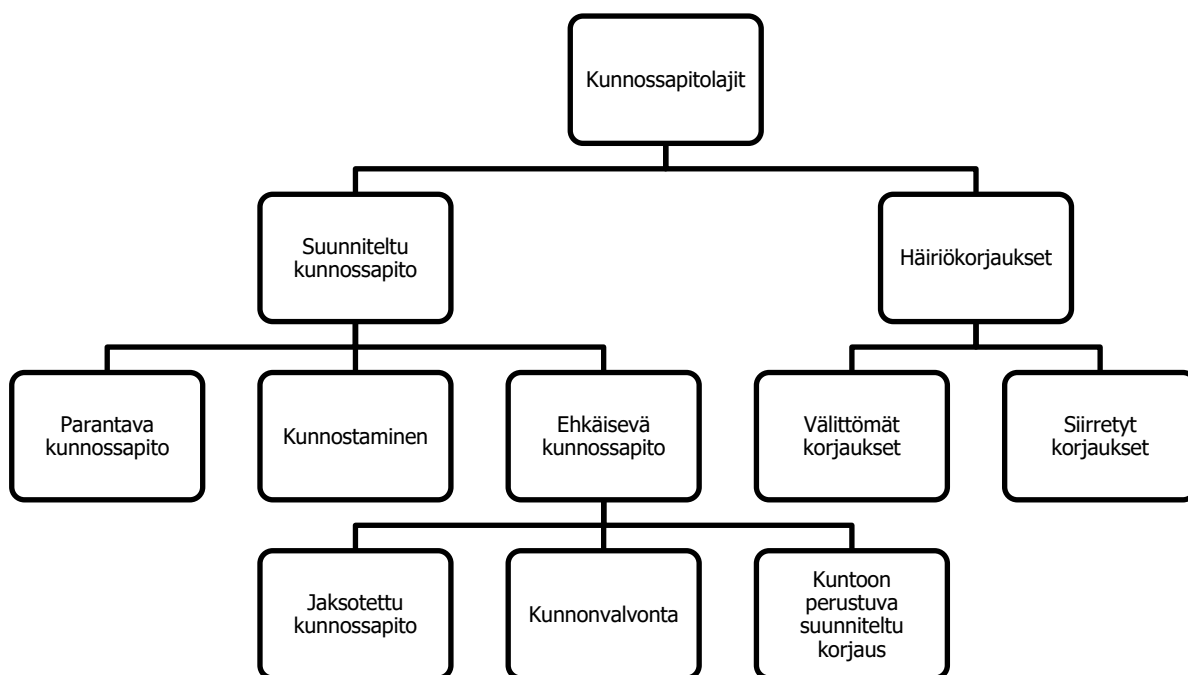 Kunnossapitolajit
Suunniteltu
kunnossapito
Häiriökorjaukset
Parantava
kunnossapito
Kunnostaminen
Ehkäisevä
kunnossapito
Välittömät
korjaukset
Siirretyt
korjaukset
Jaksotettu
kunnossapito
Kunnonvalvonta
Kuntoon
perustuva
suunniteltu
korjaus